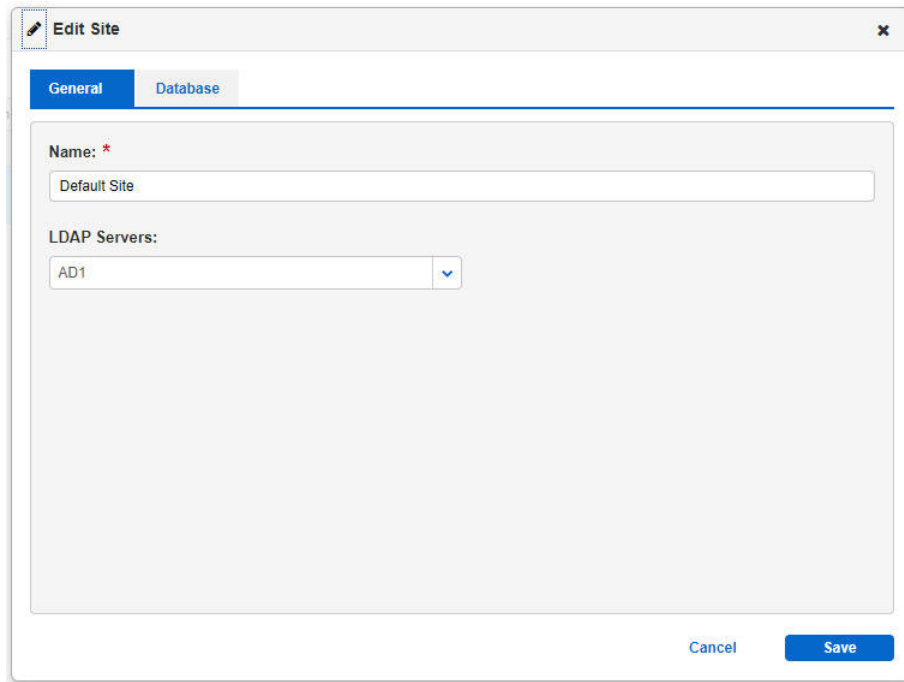 Edit Site
General Database
Name: *
Default Site
LDAP Servers:
AD1
Cancel Save